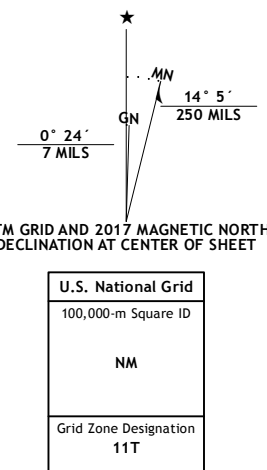 MN
GN
14° 5´
250 MILS
0° 24´
7 MILS
TM GRID AND 2017 MAGNETIC NORTH
DECLINATION AT CENTER OF SHEET
U.S. National Grid
100,000-m Square ID
NM
Grid Zone Designation
11T